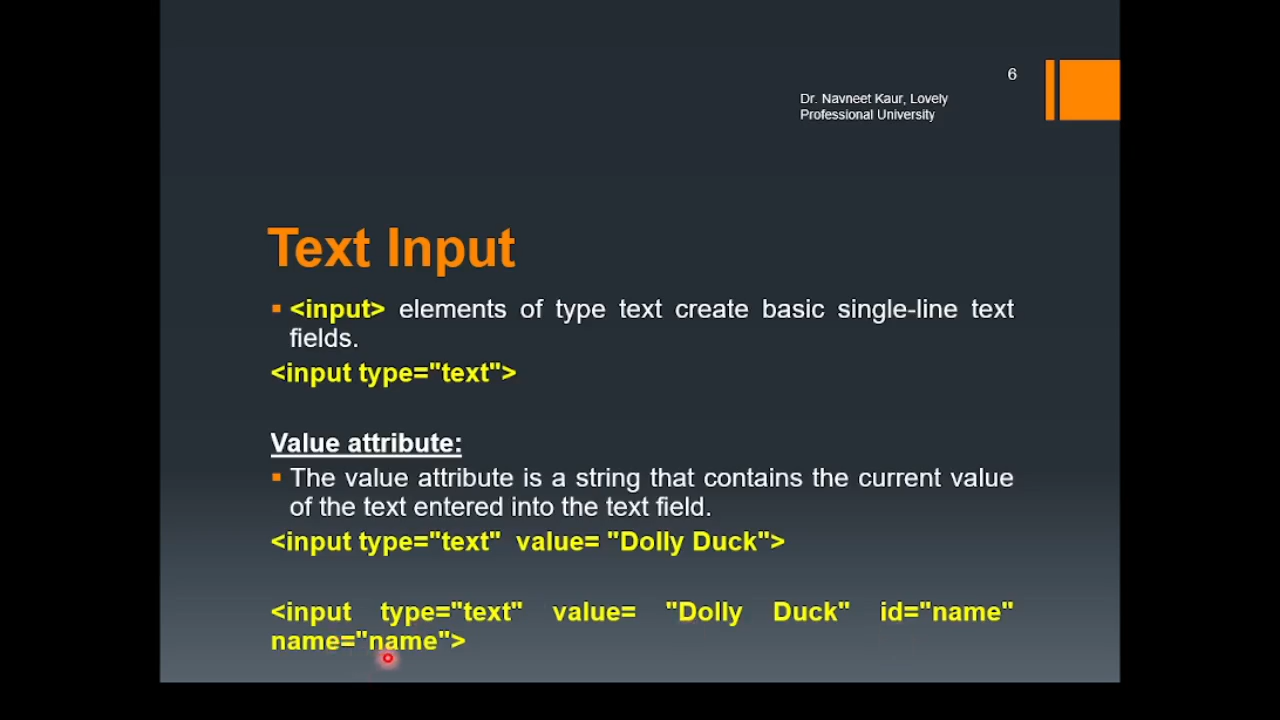 6
Dr. Navneet Kaur, Lovely
Professional University
Text Input
<input> elements of type text create basic single-line text
fields.
<input type="text">
Value attribute:
The value attribute is a string that contains the current value
of the text entered into the text field.
<input type="text"  value= "Dolly Duck">
<input type="text" value= "Dolly Duck" id="name"
name="name">